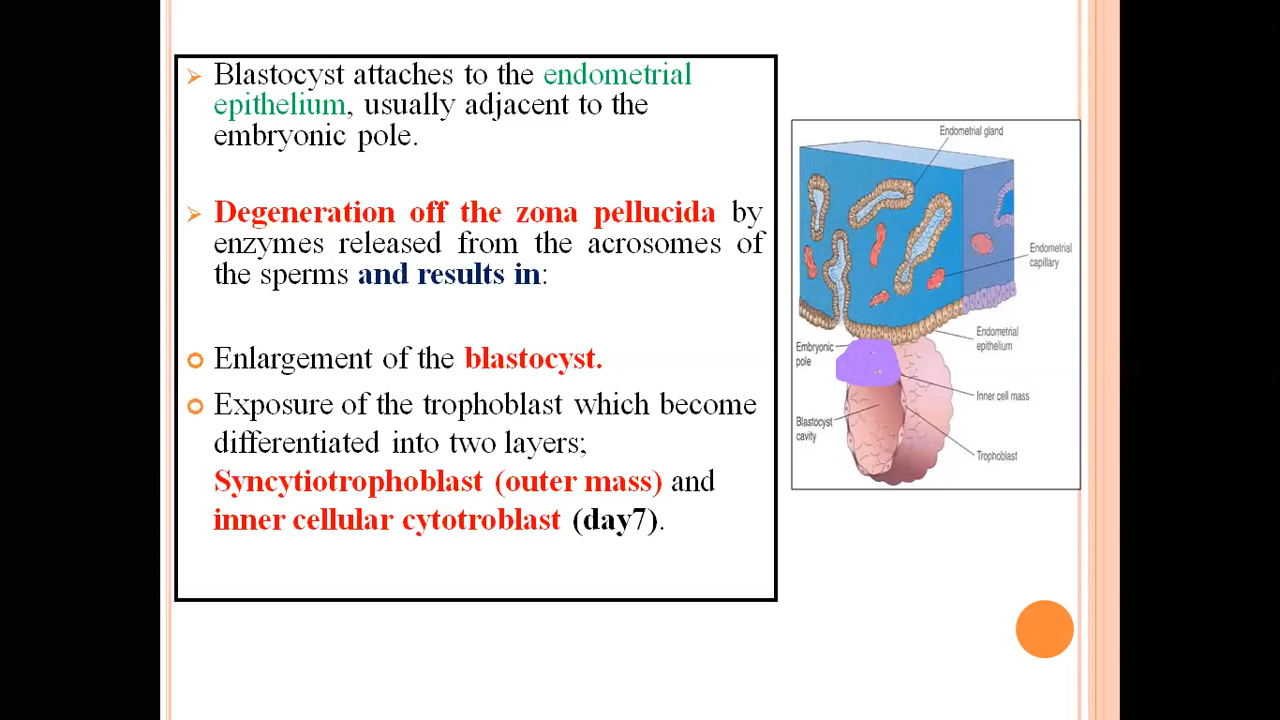 Blastocyst attaches to the endometrial
epithelium, usually adjacent to the
embryonic pole.
Degeneration off the zona pellucida by
enzymes released from the acrosomes of
the sperms and results in:
Enlargement of the blastocyst.
Exposure of the trophoblast which become
differentiated into two layers;
Syncytiotrophoblast (outer mass) and
inner cellular cytotroblast (day7).
Endometrial gland
Endometrial
capillary
Endometrial
epithelium
Embryonic
pole
Inner cell mass
Blastocyst
cavity
Trophoblast